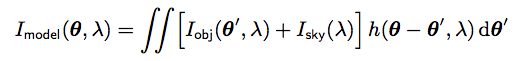 I_model(θ, λ) = ∬ [I_obj(θ′, λ) + I_sky(λ)] h(θ − θ′, λ) dθ′